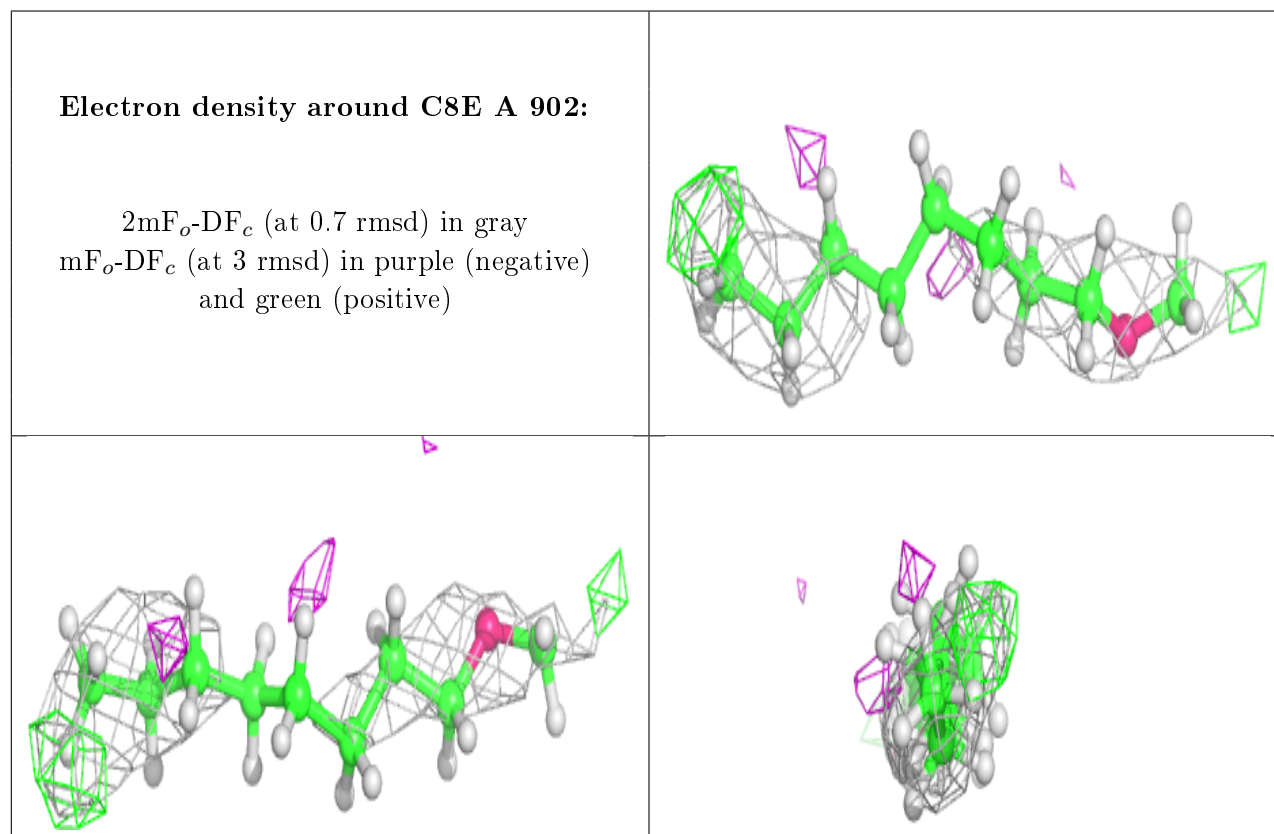 Electron density around C8E A 902:
2mFₒ-DF𝒸 (at 0.7 rmsd) in gray
mFₒ-DF𝒸 (at 3 rmsd) in purple (negative)
and green (positive)